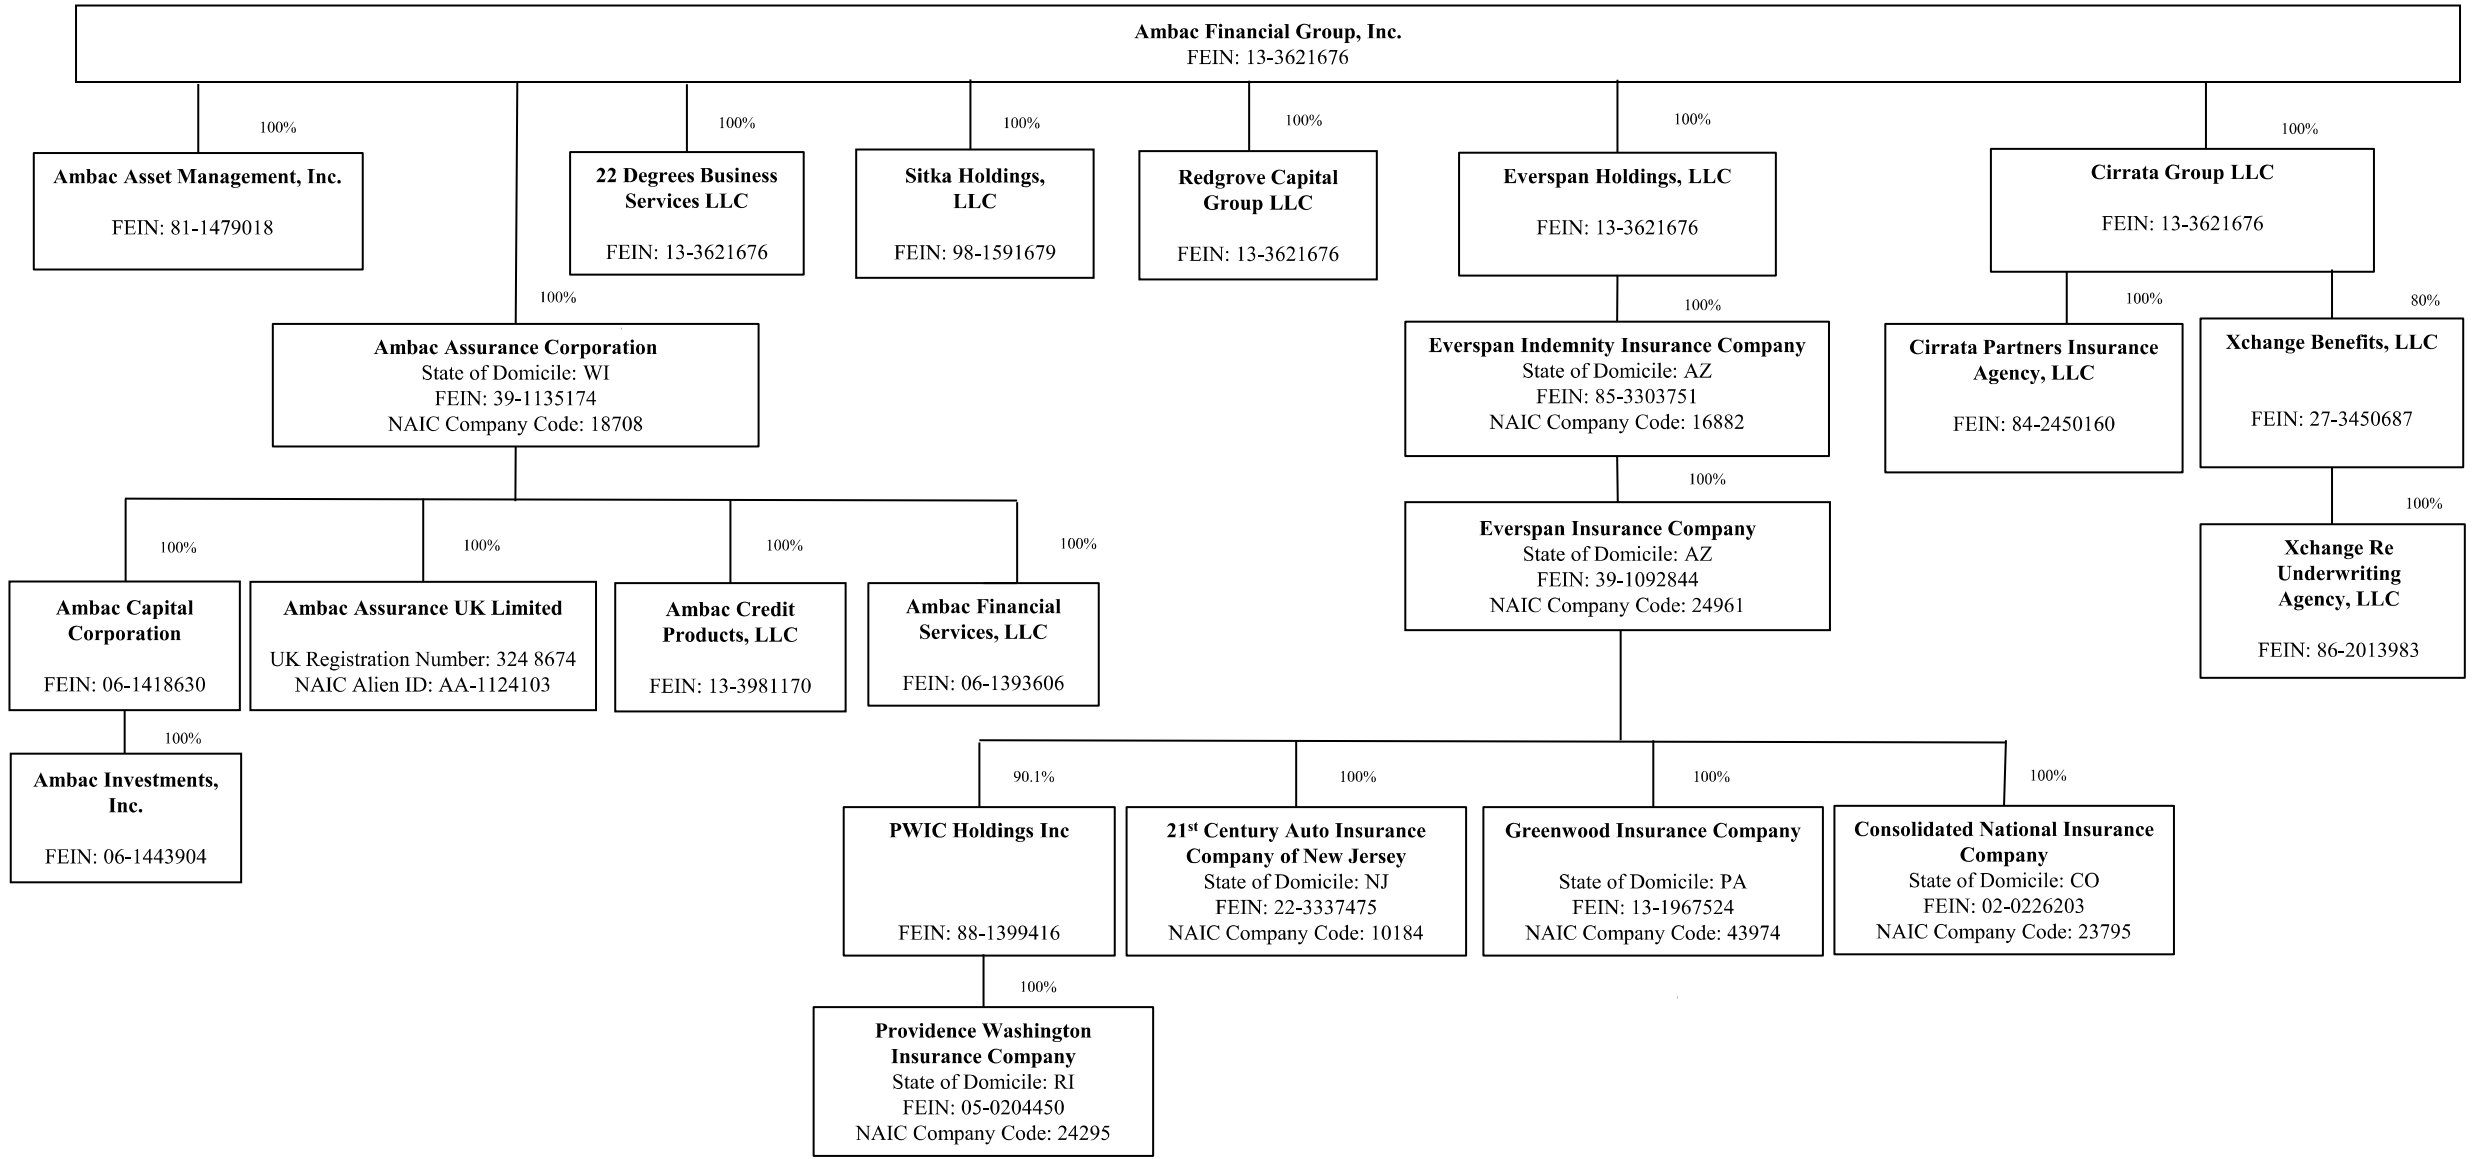 Ambac Financial Group, Inc.
FEIN: 13-3621676
100%
Ambac Asset Management, Inc.
FEIN: 81-1479018
100%
22 Degrees Business
Services LLC
FEIN: 13-3621676
100%
Sitka Holdings,
LLC
FEIN: 98-1591679
100%
Redgrove Capital
Group LLC
FEIN: 13-3621676
100%
Everspan Holdings, LLC
FEIN: 13-3621676
100%
Cirrata Group LLC
FEIN: 13-3621676
100%
Ambac Assurance Corporation
State of Domicile: WI
FEIN: 39-1135174
NAIC Company Code: 18708
100%
Everspan Indemnity Insurance Company
State of Domicile: AZ
FEIN: 85-3303751
NAIC Company Code: 16882
100%
Cirrata Partners Insurance
Agency, LLC
FEIN: 84-2450160
80%
Xchange Benefits, LLC
FEIN: 27-3450687
100%
Everspan Insurance Company
State of Domicile: AZ
FEIN: 39-1092844
NAIC Company Code: 24961
100%
Xchange Re
Underwriting
Agency, LLC
FEIN: 86-2013983
100%
Ambac Capital
Corporation
FEIN: 06-1418630
100%
Ambac Assurance UK Limited
UK Registration Number: 324 8674
NAIC Alien ID: AA-1124103
100%
Ambac Credit
Products, LLC
FEIN: 13-3981170
100%
Ambac Financial
Services, LLC
FEIN: 06-1393606
100%
Ambac Investments,
Inc.
FEIN: 06-1443904
90.1%
PWIC Holdings Inc
FEIN: 88-1399416
100%
21st Century Auto Insurance
Company of New Jersey
State of Domicile: NJ
FEIN: 22-3337475
NAIC Company Code: 10184
100%
Greenwood Insurance Company
State of Domicile: PA
FEIN: 13-1967524
NAIC Company Code: 43974
100%
Consolidated National Insurance
Company
State of Domicile: CO
FEIN: 02-0226203
NAIC Company Code: 23795
100%
Providence Washington
Insurance Company
State of Domicile: RI
FEIN: 05-0204450
NAIC Company Code: 24295